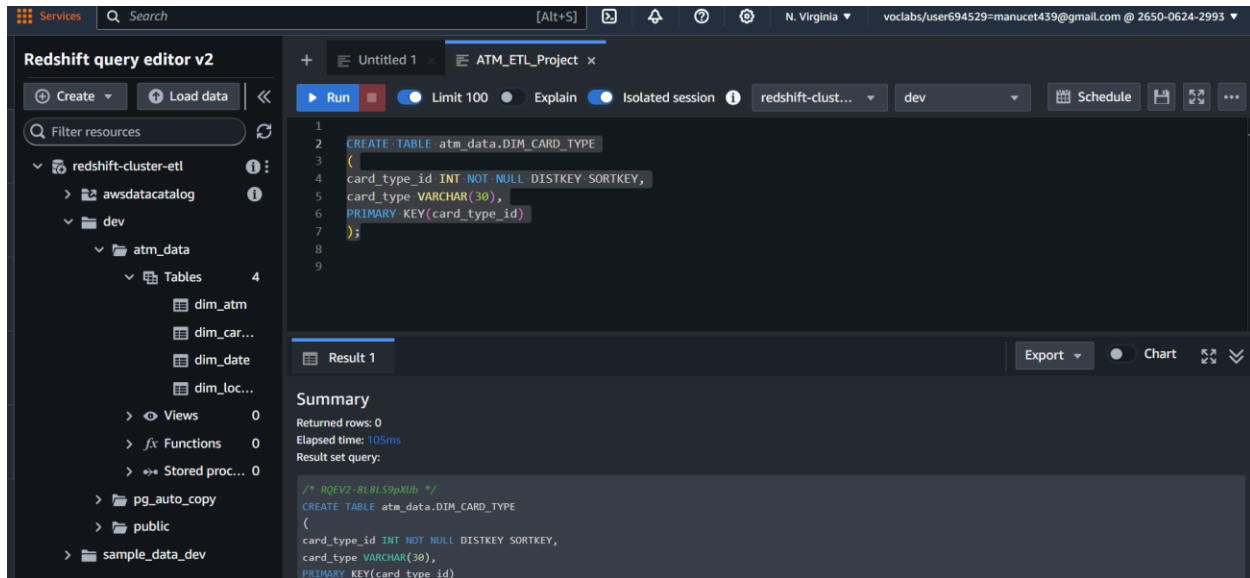 Services Search [Alt+S] N. Virginia ▼ voclabs/user694529=manucet439@gmail.com @ 2650-0624-2993 ▼
Redshift query editor v2
Create Load data
Filter resources
redshift-cluster-etl
awsdatacatalog
dev
atm_data
Tables 4
dim_atm
dim_car...
dim_date
dim_loc...
Views 0
fx Functions 0
Stored proc... 0
pg_auto_copy
public
sample_data_dev
+ Untitled 1 × ATM_ETL_Project ×
Run Limit 100 Explain Isolated session redshift-clust... dev Schedule
1
2 CREATE TABLE atm_data.DIM_CARD_TYPE
3 (
4 card_type_id INT NOT NULL DISTKEY SORTKEY,
5 card_type VARCHAR(30),
6 PRIMARY KEY(card_type_id)
7 );
8
9
Result 1 Export Chart
Summary
Returned rows: 0
Elapsed time: 105ms
Result set query:
/* RQEV2-8L8LS9pXUb */
CREATE TABLE atm_data.DIM_CARD_TYPE
(
card_type_id INT NOT NULL DISTKEY SORTKEY,
card_type VARCHAR(30),
PRIMARY KEY(card_type_id)